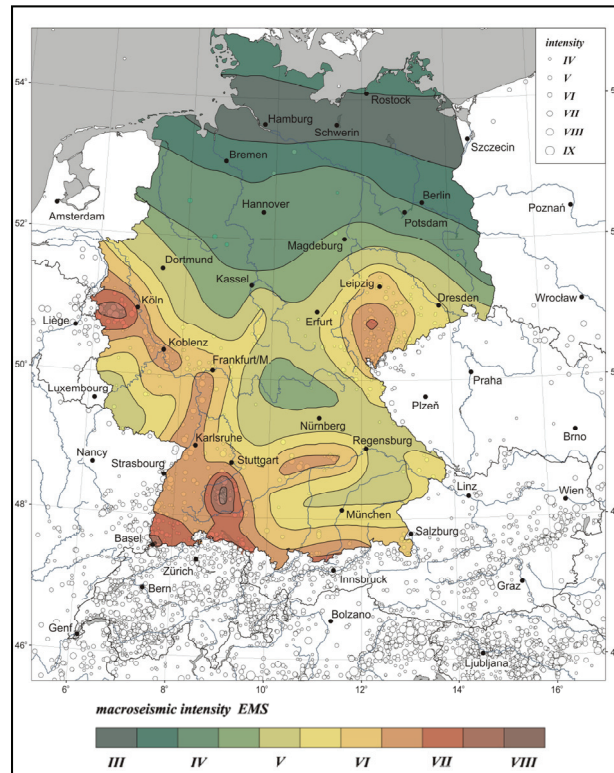 intensity
IV
V
VI
VII
VIII
IX
54°
Rostock
Hamburg
Schwerin
Szczecin
Bremen
Berlin
Amsterdam
Hannover
Potsdam
Poznań
52°
Magdeburg
Dortmund
Kassel
Leipzig
Dresden
Wrocław
Köln
Liège
Erfurt
Koblenz
Frankfurt/M.
50°
Praha
Luxembourg
Plzeň
Nürnberg
Brno
Karlsruhe
Regensburg
Nancy
Stuttgart
Strasbourg
Linz
Wien
48°
München
Salzburg
Basel
Zürich
Innsbruck
Bern
Graz
Bolzano
Genf
46°
Ljubljana
6°
8°
10°
12°
14°
16°
macroseismic intensity EMS
III IV V VI VII VIII